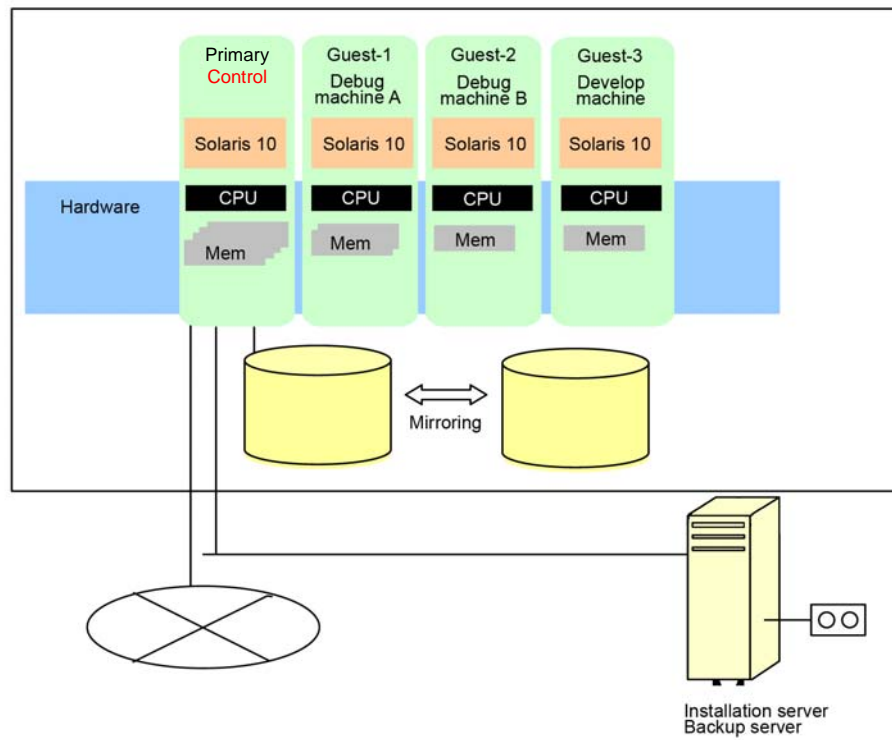 Primary
Control
Guest-1
Debug
machine A
Guest-2
Debug
machine B
Guest-3
Develop
machine
Solaris 10
Solaris 10
Solaris 10
Solaris 10
Hardware
CPU
CPU
CPU
CPU
Mem
Mem
Mem
Mem
Mirroring
Installation server
Backup server